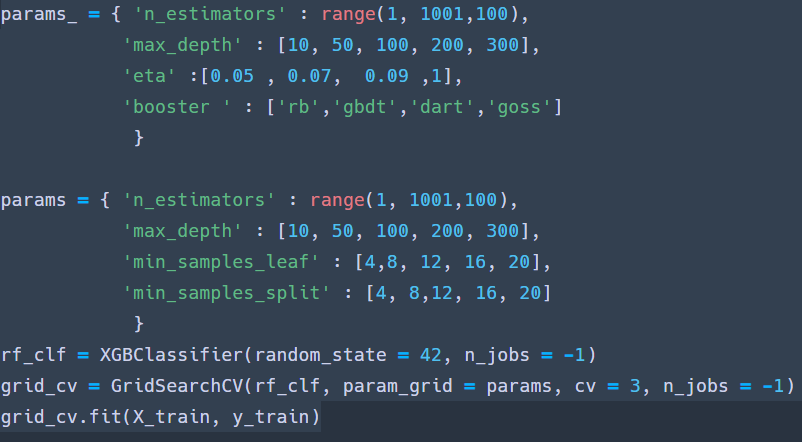 params_ = { 'n_estimators' : range(1, 1001,100),
'max_depth' : [10, 50, 100, 200, 300],
'eta' :[0.05 , 0.07,  0.09 ,1],
'booster ' : ['rb','gbdt','dart','goss']
}
params = { 'n_estimators' : range(1, 1001,100),
'max_depth' : [10, 50, 100, 200, 300],
'min_samples_leaf' : [4,8, 12, 16, 20],
'min_samples_split' : [4, 8,12, 16, 20]
}
rf_clf = XGBClassifier(random_state = 42, n_jobs = -1)
grid_cv = GridSearchCV(rf_clf, param_grid = params, cv = 3, n_jobs = -1)
grid_cv.fit(X_train, y_train)